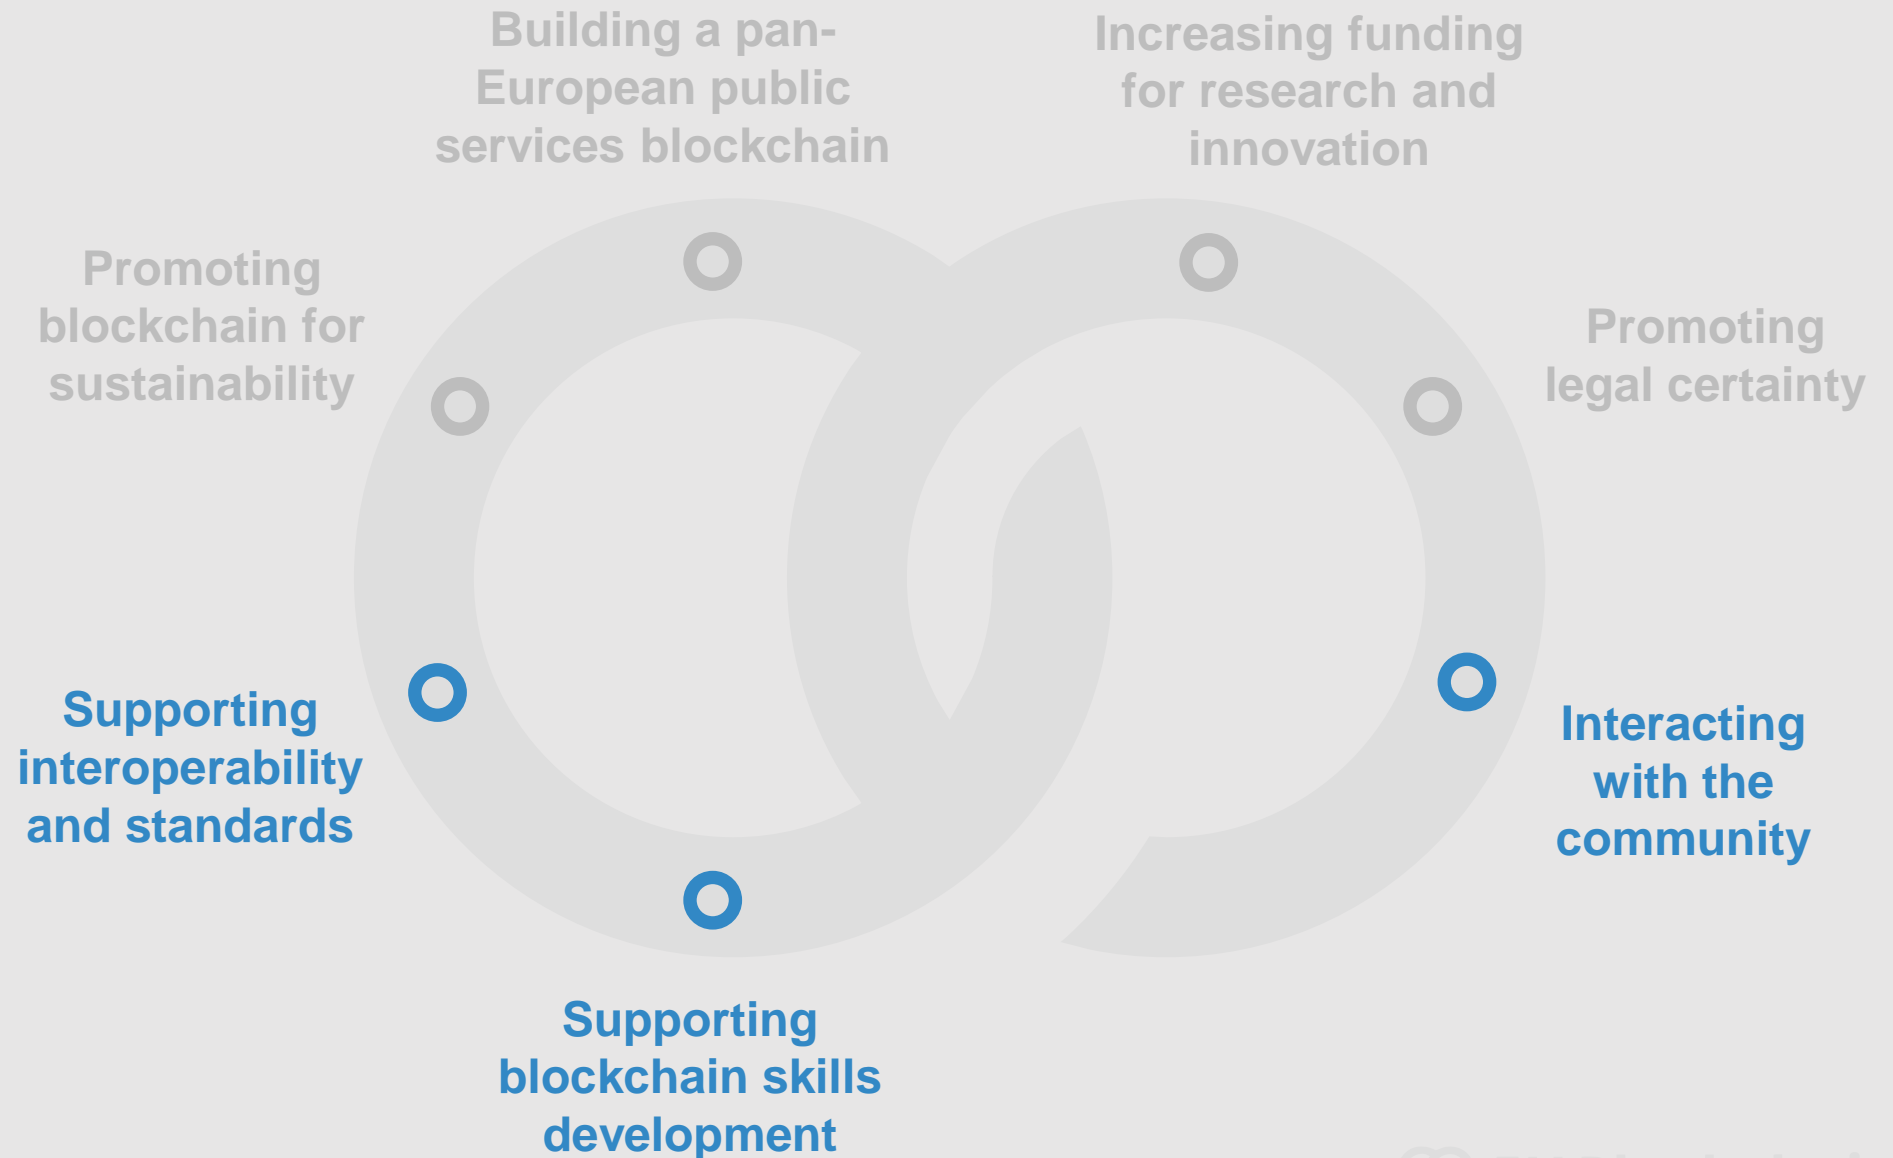 Building a pan-
European public
services blockchain
Increasing funding
for research and
innovation
Promoting
blockchain for
sustainability
Promoting
legal certainty
Supporting
interoperability
and standards
Interacting
with the
community
Supporting
blockchain skills
development